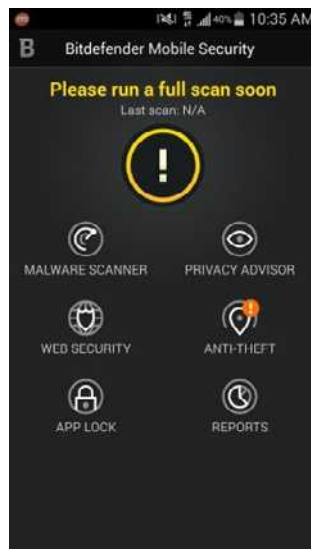 40% 10:35 AM
B Bitdefender Mobile Security
Please run a full scan soon
Last scan: N/A
!
MALWARE SCANNER PRIVACY ADVISOR
!
WEB SECURITY ANTI-THEFT
APP LOCK REPORTS